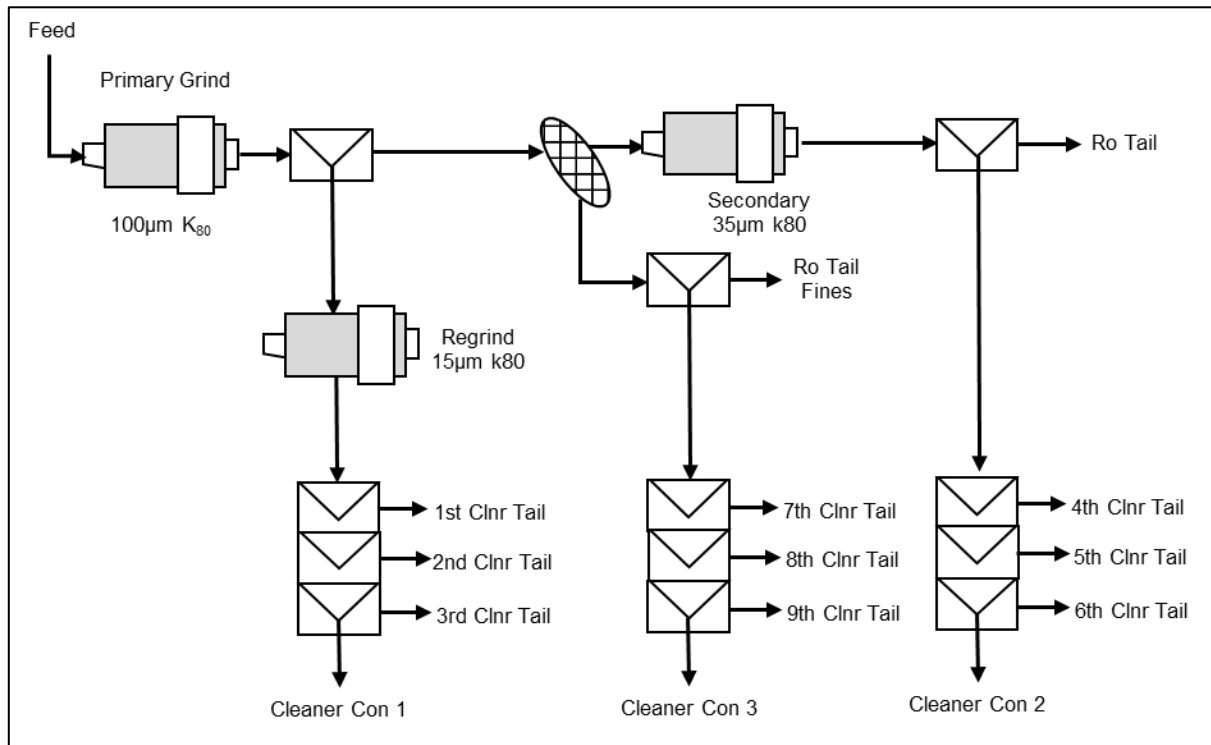 Feed
Primary Grind
100µm K₈₀
Secondary
35µm k80
Ro Tail
Ro Tail
Fines
Regrind
15µm k80
1st Clnr Tail
2nd Clnr Tail
3rd Clnr Tail
Cleaner Con 1
7th Clnr Tail
8th Clnr Tail
9th Clnr Tail
Cleaner Con 3
4th Clnr Tail
5th Clnr Tail
6th Clnr Tail
Cleaner Con 2